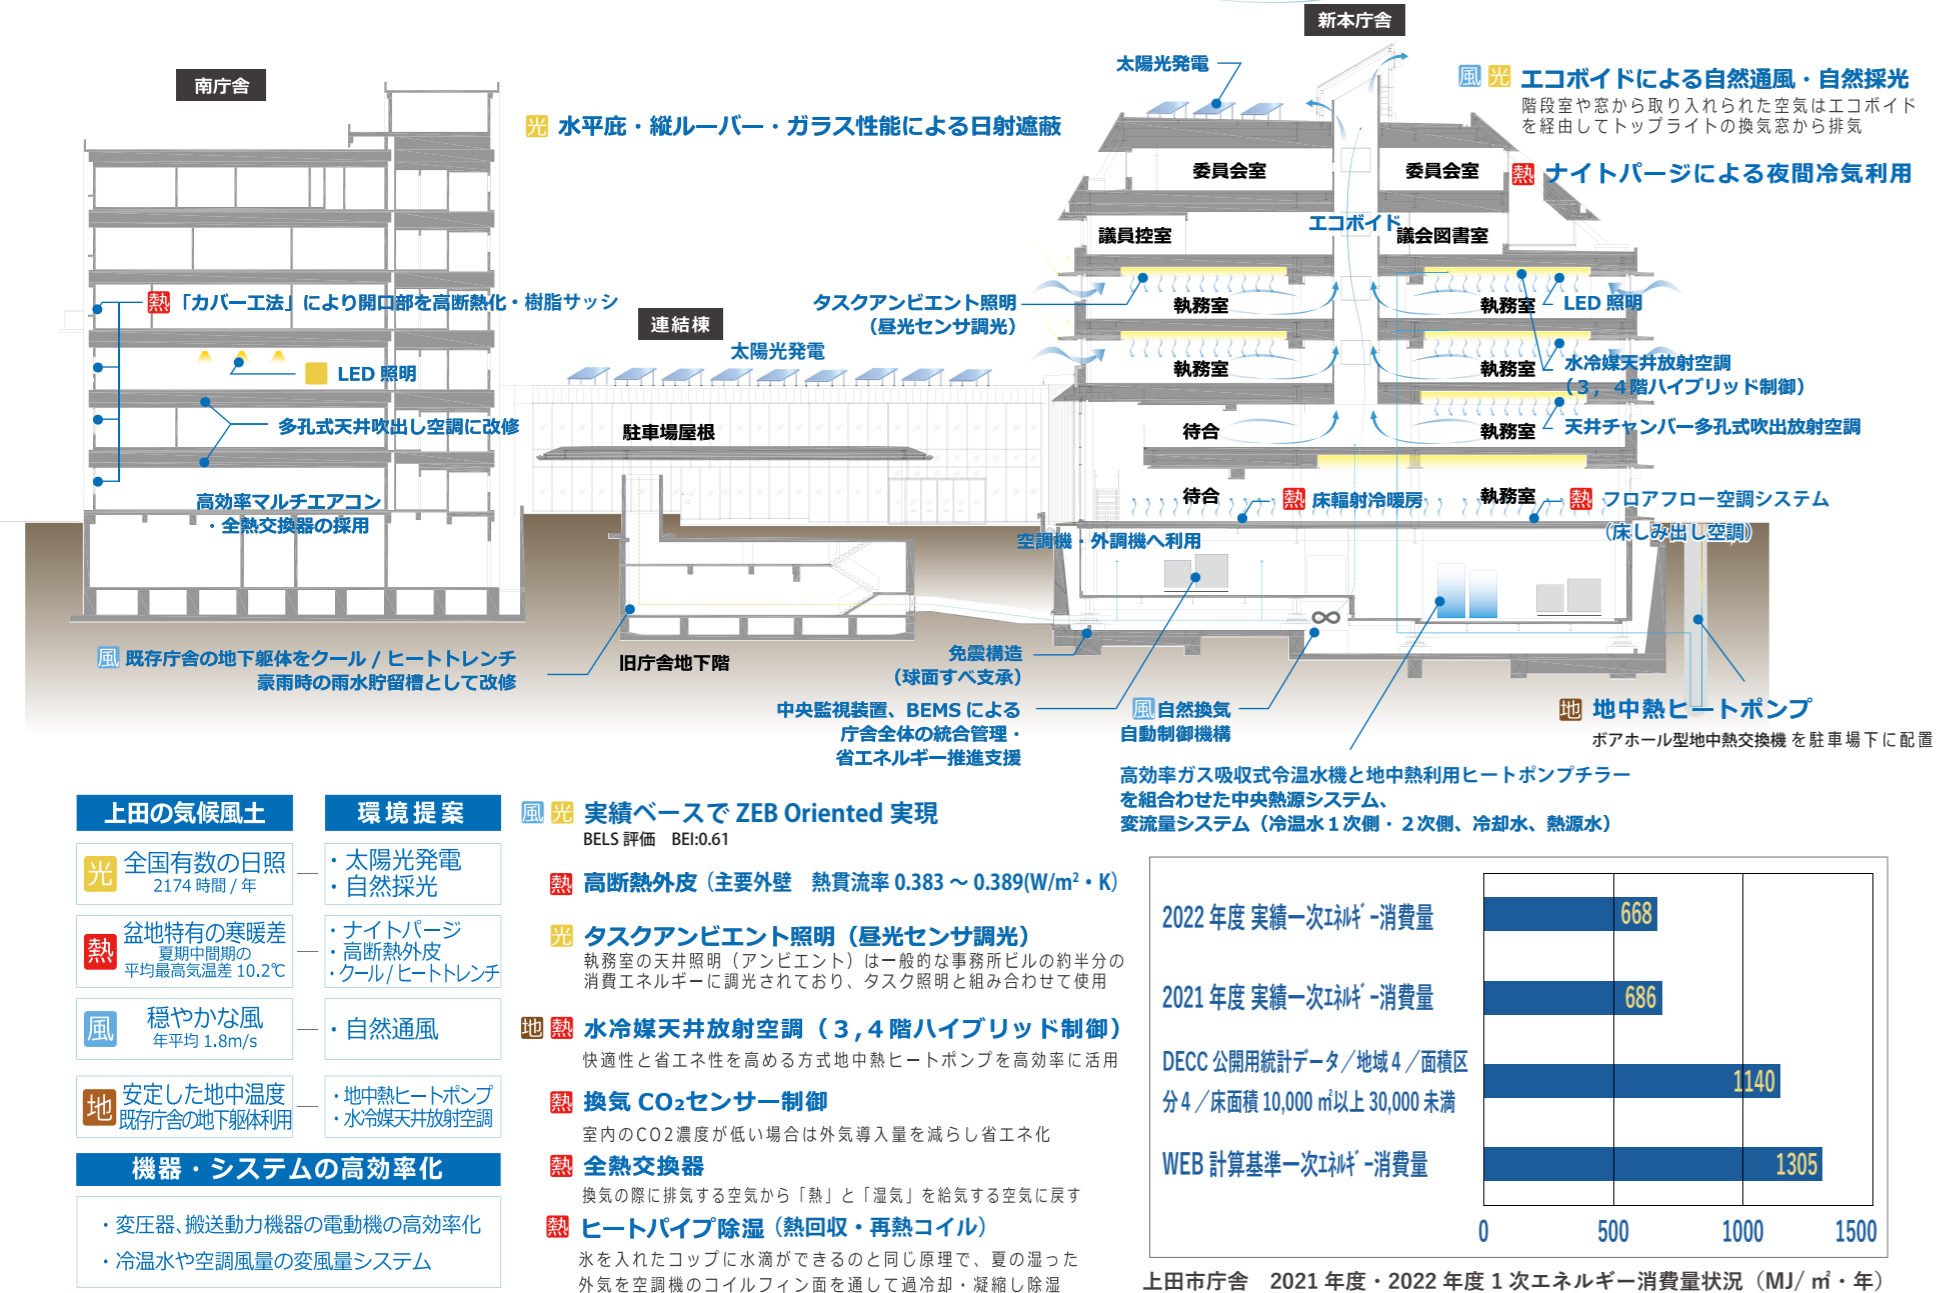 新本庁舎
南庁舎
太陽光発電
風 光 エコボイドによる自然通風・自然採光
階段室や窓から取り入れられた空気はエコボイド
を経由してトップライトの換気窓から排気
光 水平庇・縦ルーバー・ガラス性能による日射遮蔽
熱 ナイトパージによる夜間冷気利用
委員会室
委員会室
エコボイド
議員控室
議会図書室
熱 「カバー工法」により開口部を高断熱化・樹脂サッシ
LED 照明
多孔式天井吹出し空調に改修
高効率マルチエアコン
・全熱交換器の採用
連結棟
太陽光発電
駐車場屋根
タスクアンビエント照明
（昼光センサ調光）
執務室
執務室
LED 照明
執務室
執務室
水冷媒天井放射空調
（３，４階ハイブリッド制御）
待合
執務室
天井チャンバー多孔式吹出放射空調
待合
熱 床輻射冷暖房
執務室
熱 フロアフロー空調システム
（床しみ出し空調）
空調機・外調機へ利用
風 既存庁舎の地下躯体をクール / ヒートトレンチ
豪雨時の雨水貯留槽として改修
旧庁舎地下階
免震構造
（球面すべ支承）
中央監視装置、BEMS による
庁舎全体の統合管理・
省エネルギー推進支援
風 自然換気
自動制御機構
地 地中熱ヒートポンプ
ボアホール型地中熱交換機 を駐車場下に配置
高効率ガス吸収式令温水機と地中熱利用ヒートポンプチラー
を組合わせた中央熱源システム、
変流量システム（冷温水１次側・２次側、冷却水、熱源水）
上田の気候風土
環境提案
光 全国有数の日照
2174 時間 / 年
・太陽光発電
・自然採光
熱 盆地特有の寒暖差
夏期中間期の
平均最高気温差 10.2℃
・ナイトパージ
・高断熱外皮
・クール / ヒートトレンチ
風 穏やかな風
年平均 1.8m/s
・自然通風
地 安定した地中温度
既存庁舎の地下躯体利用
・地中熱ヒートポンプ
・水冷媒天井放射空調
機器・システムの高効率化
・変圧器､搬送動力機器の電動機の高効率化
・冷温水や空調風量の変風量システム
風 光 実績ベースで ZEB Oriented 実現
BELS 評価　BEI:0.61
熱 高断熱外皮（主要外壁　熱貫流率 0.383 ～ 0.389(W/m²・K）
光 タスクアンビエント照明（昼光センサ調光）
執務室の天井照明（アンビエント）は一般的な事務所ビルの約半分の
消費エネルギーに調光されており、タスク照明と組み合わせて使用
地 熱 水冷媒天井放射空調（３,４階ハイブリッド制御）
快適性と省エネ性を高める方式地中熱ヒートポンプを高効率に活用
熱 換気 CO₂センサー制御
室内のCO2濃度が低い場合は外気導入量を減らし省エネ化
熱 全熱交換器
換気の際に排気する空気から「熱」と「湿気」を給気する空気に戻す
熱 ヒートパイプ除湿（熱回収・再熱コイル）
氷を入れたコップに水滴ができるのと同じ原理で、夏の湿った
外気を空調機のコイルフィン面を通して過冷却・凝縮し除湿
2022 年度 実績一次ｴﾈﾙｷﾞｰ消費量
668
2021 年度 実績一次ｴﾈﾙｷﾞｰ消費量
686
DECC 公開用統計データ／地域４／面積区
分４／床面積 10,000 ㎡以上 30,000 未満
1140
WEB 計算基準一次ｴﾈﾙｷﾞｰ消費量
1305
0 500 1000 1500
上田市庁舎　2021 年度・2022 年度 1 次エネルギー消費量状況（MJ/ ㎡・年）